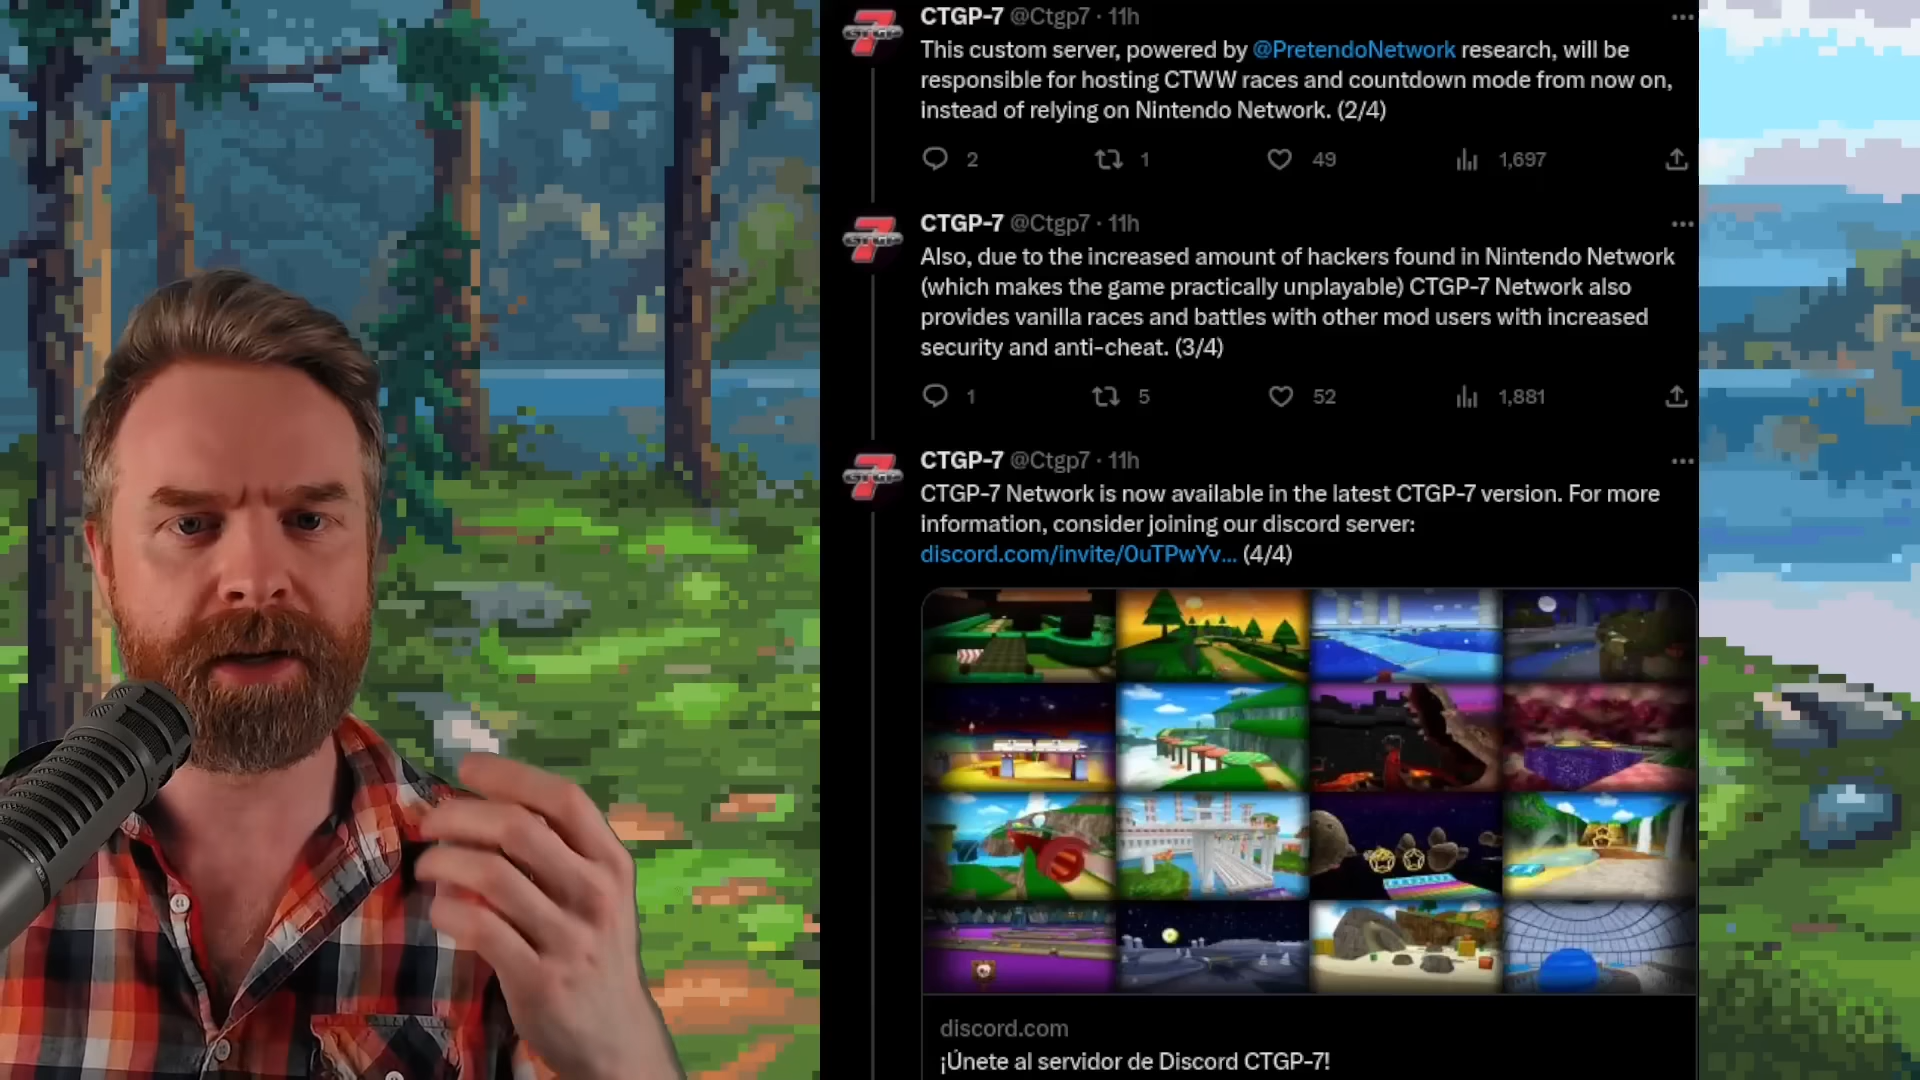 CTGP-7 @Ctgp7 · 11h
This custom server, powered by @PretendoNetwork research, will be
responsible for hosting CTWW races and countdown mode from now on,
instead of relying on Nintendo Network. (2/4)
2 1 49 1,697
7 CTGP
CTGP-7 @Ctgp7 · 11h
Also, due to the increased amount of hackers found in Nintendo Network
(which makes the game practically unplayable) CTGP-7 Network also
provides vanilla races and battles with other mod users with increased
security and anti-cheat. (3/4)
1 5 52 1,881
7 CTGP
CTGP-7 @Ctgp7 · 11h
CTGP-7 Network is now available in the latest CTGP-7 version. For more
information, consider joining our discord server:
discord.com/invite/0uTPwYv... (4/4)
7 CTGP
discord.com
¡Únete al servidor de Discord CTGP-7!